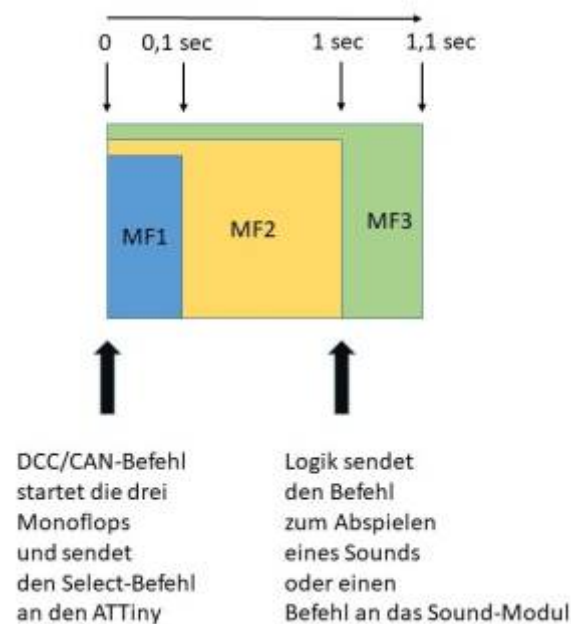 0 0,1 sec 1 sec 1,1 sec
MF1 MF2 MF3
DCC/CAN-Befehl
startet die drei
Monoflops
und sendet
den Select-Befehl
an den ATTiny
Logik sendet
den Befehl
zum Abspielen
eines Sounds
oder einen
Befehl an das Sound-Modul